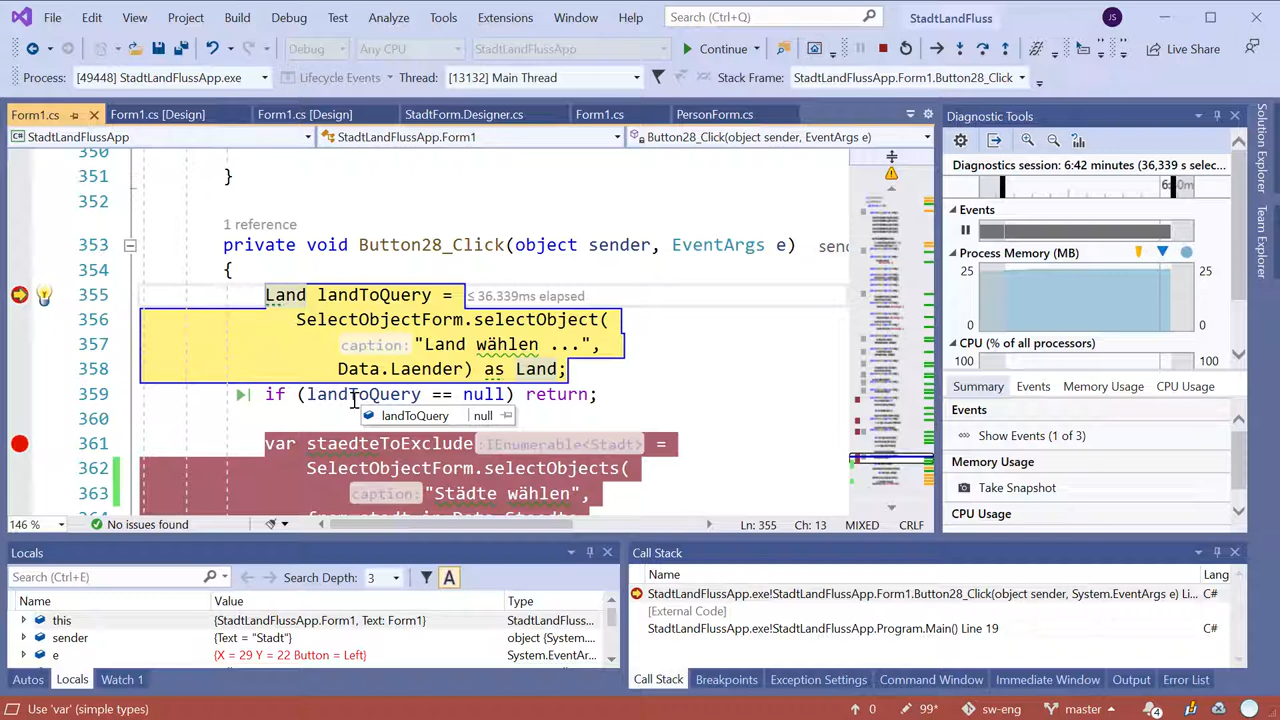 File Edit View Project Build Debug Test Analyze Tools Extensions Window Help Search (Ctrl+Q) StadtLandFluss JS
Debug Any CPU StadtLandFlussApp Continue Live Share
Process: [49448] StadtLandFlussApp.exe Lifecycle Events Thread: [13132] Main Thread Stack Frame: StadtLandFlussApp.Form1.Button28_Click
Form1.cs Form1.cs [Design] Form1.cs [Design] StadtForm.Designer.cs Form1.cs PersonForm.cs
StadtLandFlussApp StadtLandFlussApp.Form1 Button28_Click(object sender, EventArgs e)
350
351 }
352
1 reference
353 private void Button28_Click(object sender, EventArgs e) send
354 {
355 Land landToQuery = ≤ 36.339ms elapsed
356 SelectObjectForm.selectObject(
357 caption: "Land wählen ...",
358 Data.Laender) as Land;
359 if (landToQuery == null) return;
landToQuery null
360
361 var staedteToExclude :IEnumerable<Stadt> =
362 SelectObjectForm.selectObjects(
363 caption: "Städte wählen",
146 % No issues found Ln: 355 Ch: 13 MIXED CRLF
Diagnostic Tools
Diagnostics session: 6:42 minutes (36,339 s selec...
Events
Process Memory (MB)
25 25
0 0
CPU (% of all processors)
100 100
Summary Events Memory Usage CPU Usage
Events
Show Events (1 of 3)
Memory Usage
Take Snapshot
CPU Usage
Solution Explorer
Team Explorer
Locals
Search (Ctrl+E) Search Depth: 3 A
Name Value Type
this {StadtLandFlussApp.Form1, Text: Form1} StadtLandFluss...
sender {Text = "Stadt"} object {System....
e {X = 29 Y = 22 Button = Left} System.EventAr...
Autos Locals Watch 1
Call Stack
Name Lang
StadtLandFlussApp.exe!StadtLandFlussApp.Form1.Button28_Click(object sender, System.EventArgs e) Li... C#
[External Code]
StadtLandFlussApp.exe!StadtLandFlussApp.Program.Main() Line 19 C#
Call Stack Breakpoints Exception Settings Command Window Immediate Window Output Error List
Use 'var' (simple types) 0 99* sw-eng master 4